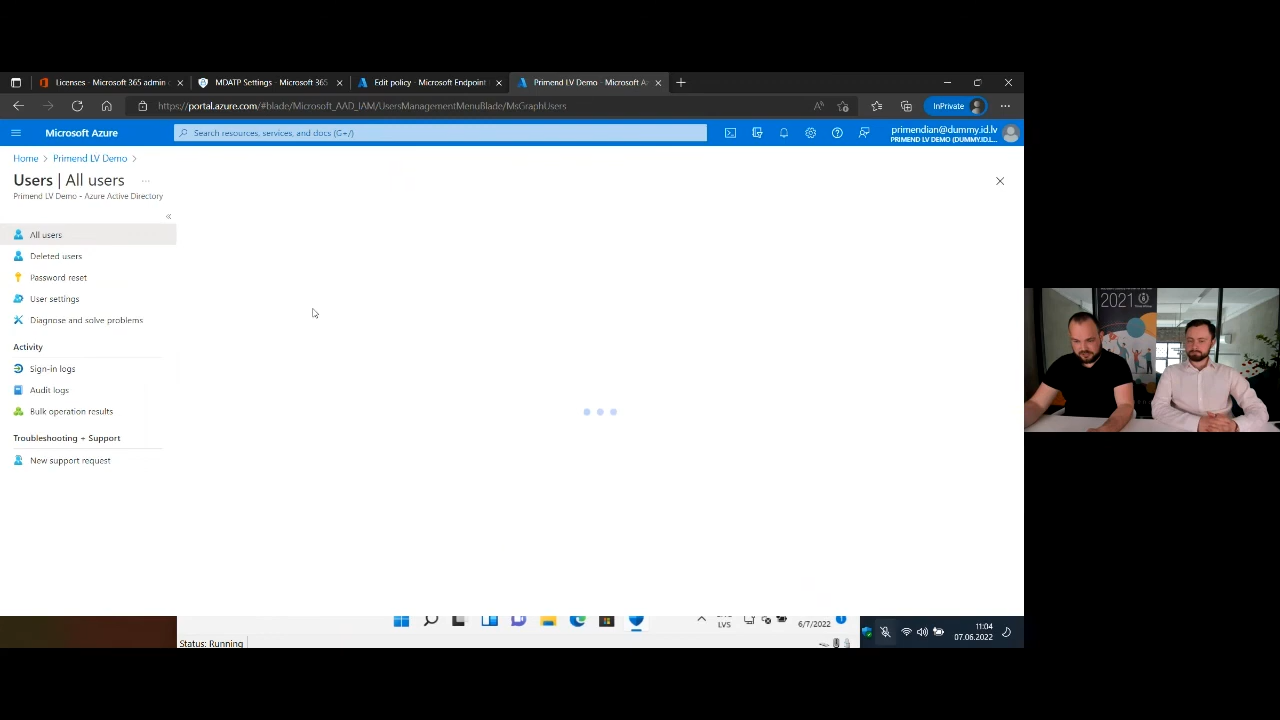 Licenses - Microsoft 365 admin c
MDATP Settings - Microsoft 365
Edit policy - Microsoft Endpoint
Primend LV Demo - Microsoft Az
https://portal.azure.com/#blade/Microsoft_AAD_IAM/UsersManagementMenuBlade/MsGraphUsers
InPrivate
Microsoft Azure
Search resources, services, and docs (G+/)
primendian@dummy.id.lv
PRIMEND LV DEMO (DUMMY.ID.L...
Home > Primend LV Demo >
Users | All users
Primend LV Demo - Azure Active Directory
All users
Deleted users
Password reset
User settings
Diagnose and solve problems
Activity
Sign-in logs
Audit logs
Bulk operation results
Troubleshooting + Support
New support request
2021
LVS
6/7/2022
11:04
07.06.2022
Status: Running